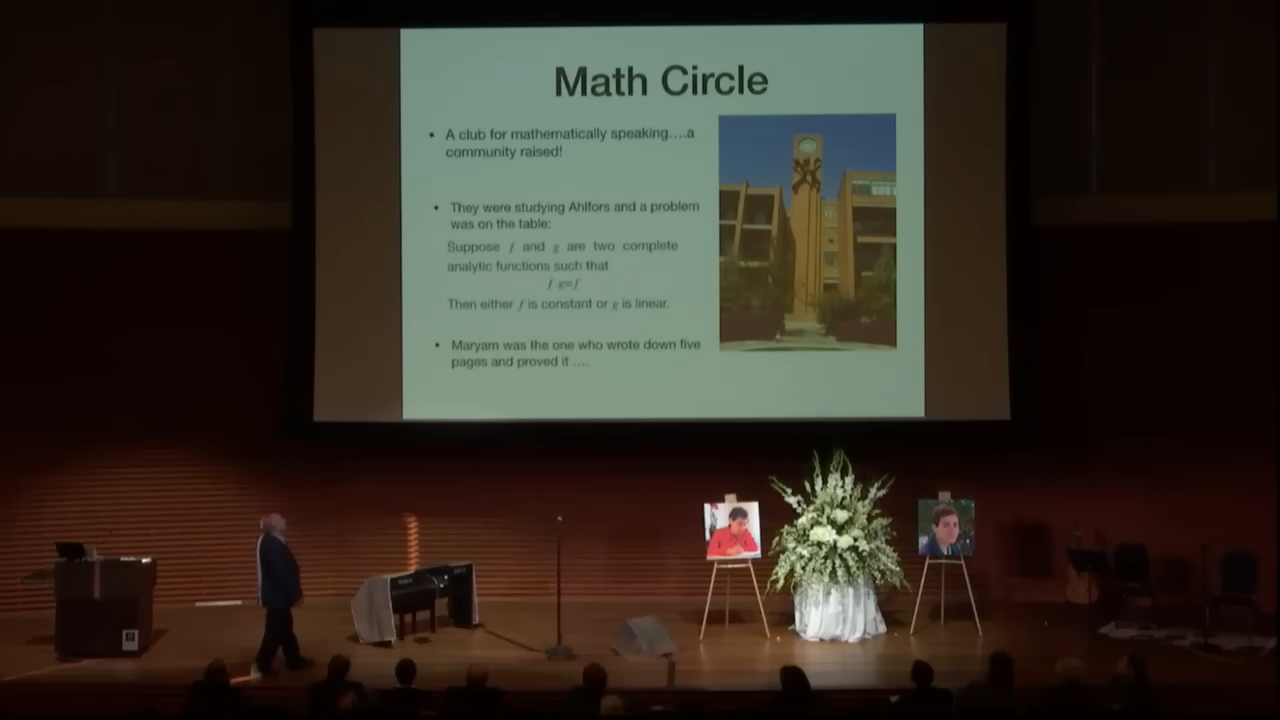 Math Circle
• A club for mathematically speaking....a
community raised!
• They were studying Ahlfors and a problem
was on the table:
Suppose f and g are two complete
analytic functions such that
f·g=f
Then either f is constant or g is linear.
• Maryam was the one who wrote down five
pages and proved it ....